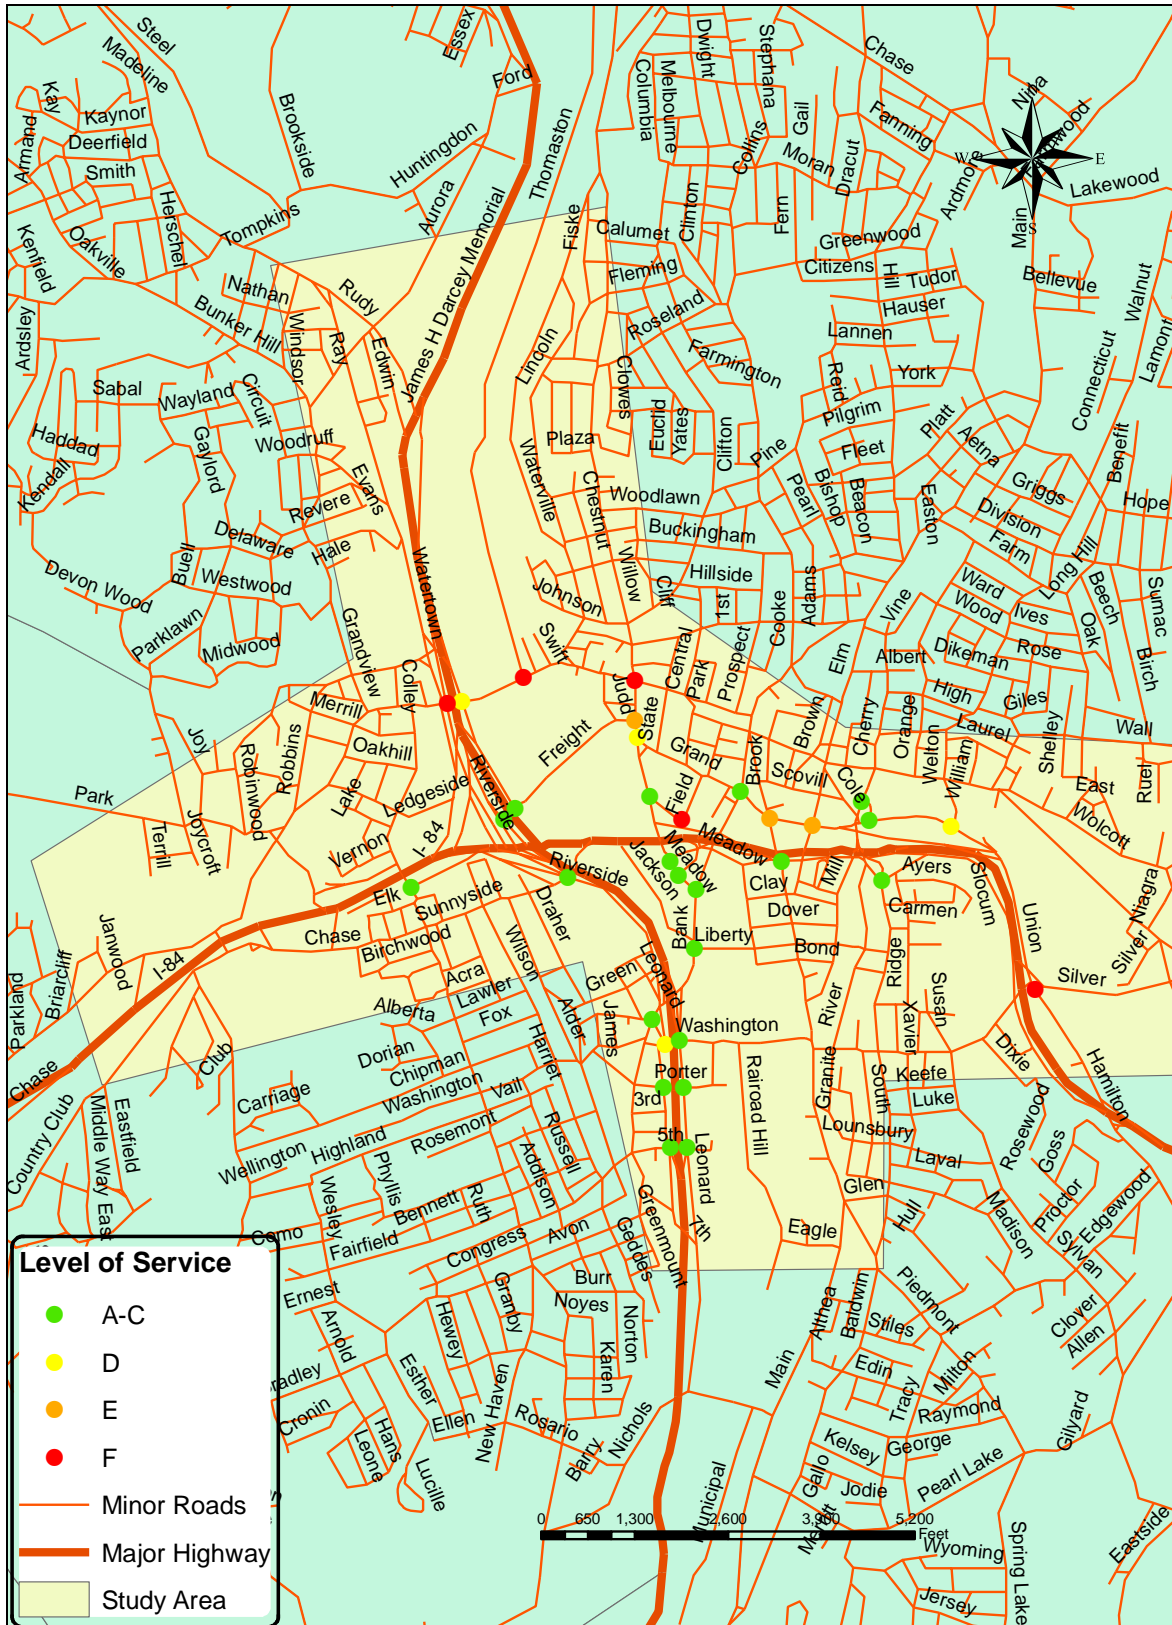 Steel
Madeline
Essex
Ford
Dwight
Stephana
Chase
Kay
Kaynor
Armand
Deerfield
Smith
Brookside
Huntingdon
Thomaston
Columbia
Melbourne
Collins
Gail
Moran
Dracut
Fanning
Nina
Ardmore
Lakewood
W
E
S
Main
Herschel
Tompkins
Aurora
James H Darcey Memorial
Fiske
Calumet
Clinton
Fern
Greenwood
Citizens
Hill
Tudor
Hauser
Bellevue
Walnut
Kenfield
Oakville
Nathan
Bunker Hill
Rudy
Windsor
Ray
Edwin
Fleming
Roseland
Farmington
Lannen
Connecticut
Lamont
Ardsley
Sabal
Wayland
Circuit
Lincoln
Clowes
Reid
York
Pilgrim
Platt
Aetna
Haddad
Gaylord
Woodruff
Plaza
Euclid
Yates
Clifton
Pine
Fleet
Kendall
Evans
Revere
Waterville
Chestnut
Woodlawn
Pearl
Bishop
Beacon
Easton
Griggs
Division
Farm
Benefit
Hope
Buckingham
Delaware
Hale
Buell
Westwood
Devon Wood
Watertown
Willow
Johnson
Hillside
Cliff
1st
Cooke
Adams
Vine
Ward
Wood
Ives
Long Hill
Beech
Oak
Sumac
Birch
Parklawn
Midwood
Grandview
Colley
Swift
Judd
State
Central
Park
Prospect
Elm
Albert
Dikeman
Rose
High
Giles
Merrill
Oakhill
Joy
Robinwood
Robbins
Freight
Grand
Brook
Brown
Scovill
Cherry
Orange
Welton
William
Laurel
Shelley
Wall
East
Ruel
Wolcott
Park
Lake
Ledgeside
Riverside
Field
Cole
Terrill
Joycroft
Vernon
I- 84
Riverside
Jackson
Meadow
Meadow
Clay
Mill
Ayers
Slocum
Niagra
Elk
Sunnyside
Draher
Dover
Carmen
Union
Janwood
I-84
Chase
Birchwood
Wilson
Bank
Liberty
Bond
Ridge
Silver
Silver
Briarcliff
Parkland
Acra
Lawler
Alberta
Fox
Alder
Green
Leonard
James
Washington
River
Susan
Xavier
Dixie
Hamilton
Chase
Club
Dorian
Chipman
Washington
Harriet
Vail
Porter
3rd
Rairoad Hill
Granite
South
Keefe
Luke
Rosewood
Goss
Country Club
Middle Way East
Eastfield
Carriage
Wellington
Highland
Rosemont
Russell
Addison
5th
Leonard
Lounsbury
Laval
Phyllis
Wesley
Bennett
Ruth
Glen
Madison
Proctor
Edgewood
Sylvan
Como
Fairfield
Congress
Avon
Geddes
Greenmount
7th
Eagle
Hull
Ernest
Arnold
Granby
Burr
Noyes
Norton
Karen
Hewey
Althea
Baldwin
Piedmont
Stiles
Clover
Allen
Cronin
Esther
Ellen
New Haven
Rosario
Barry
Nichols
Main
Edin
Tracy
Milton
Raymond
Hans
Leone
Lucille
Kelsey
George
Gallo
Jodie
Pearl Lake
Gilyard
Municipal
Merritt
Wyoming
Jersey
Spring Lake
Eastside
Level of Service
A-C
D
E
F
Minor Roads
Major Highway
Study Area
0 650 1,300 2,600 3,900 5,200
Feet